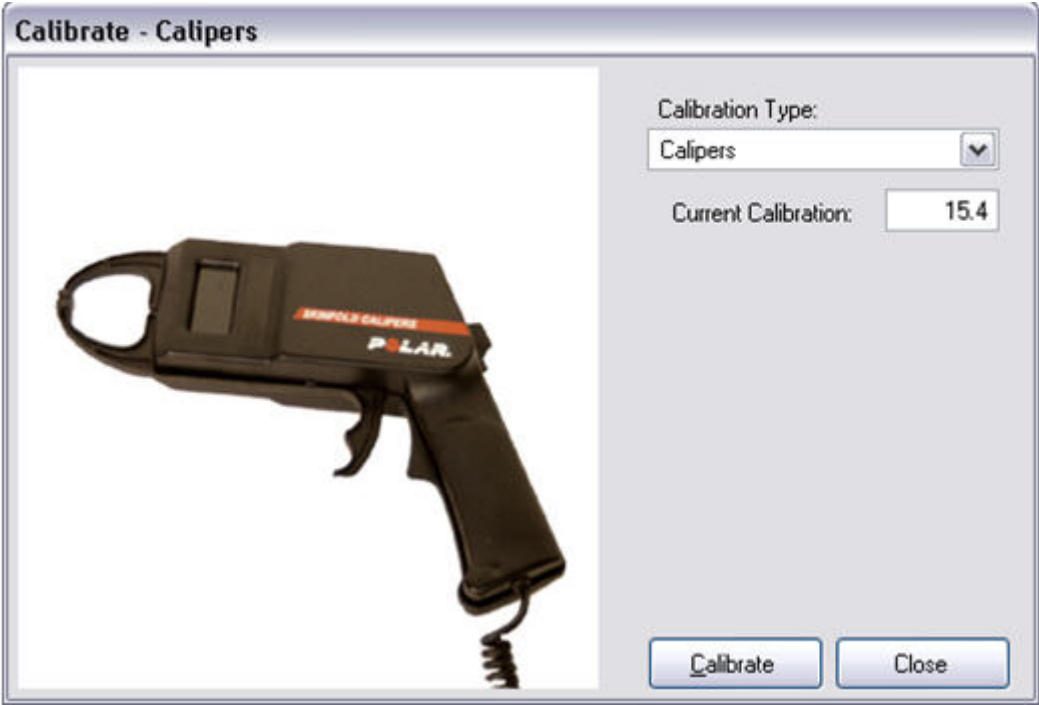 Calibrate - Calipers
SKINFOLD CALIPERS
POLAR.
Calibration Type:
Calipers
Current Calibration: 15.4
Calibrate
Close